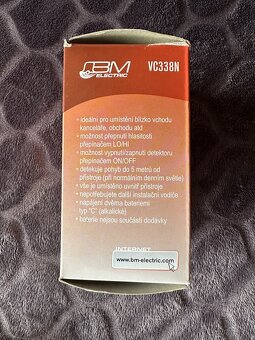 BM
ELECTRIC
VC338N
• ideální pro umístění blízko vchodu
kanceláře, obchodu atd
• možnost přepnutí hlasitosti
přepínačem LO/HI
• možnost vypnutí/zapnutí detektoru
přepínačem ON/OFF
• detekuje pohyb do 5 metrů od
přístroje (při normálním denním světle)
• vše je umístěno uvnitř přístroje
• nepotřebujete další instalační vodiče
• napájení dvěma bateriemi
typ "C" (alkalické)
• baterie nejsou součástí dodávky
INTERNET
www.bm-electric.com